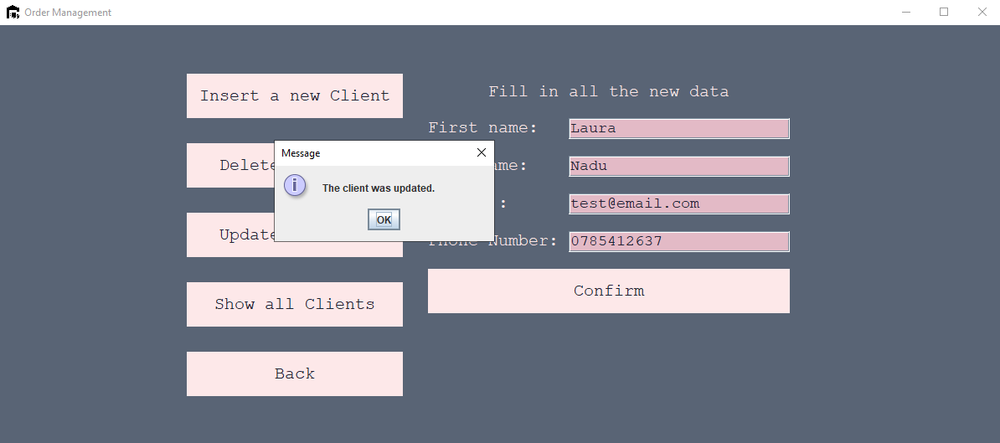 Order Management
Insert a new Client
Delete
Update
Show all Clients
Back
Fill in all the new data
First name: Laura
ame: Nadu
: test@email.com
Phone Number: 0785412637
Confirm
Message
The client was updated.
OK